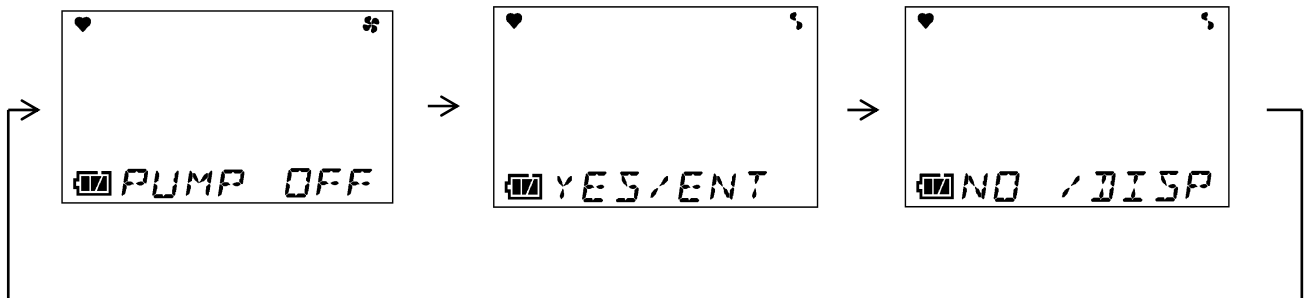 PUMP OFF
YES/ENT
NO /DISP